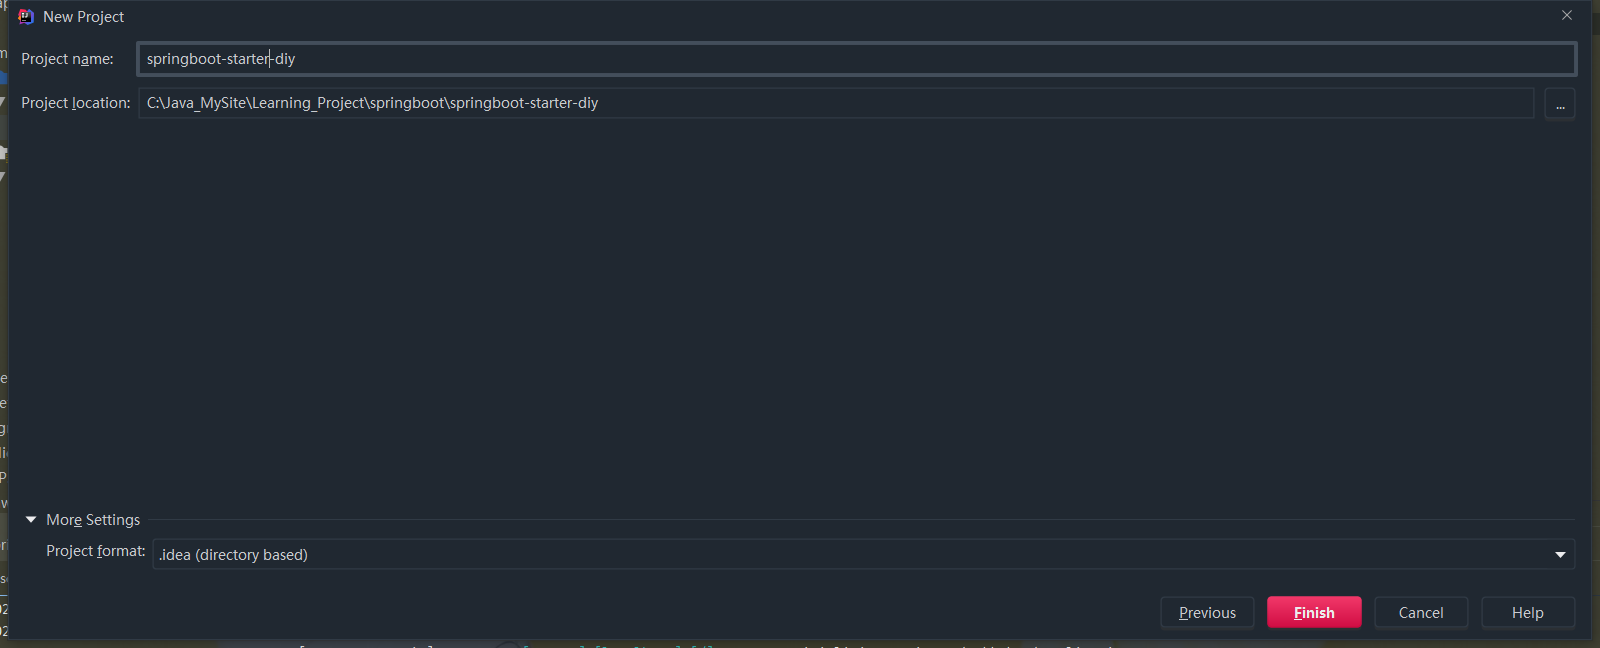 New Project
Project name: springboot-starter-diy
Project location: C:\Java_MySite\Learning_Project\springboot\springboot-starter-diy ...
More Settings
Project format: .idea (directory based)
Previous Finish Cancel Help